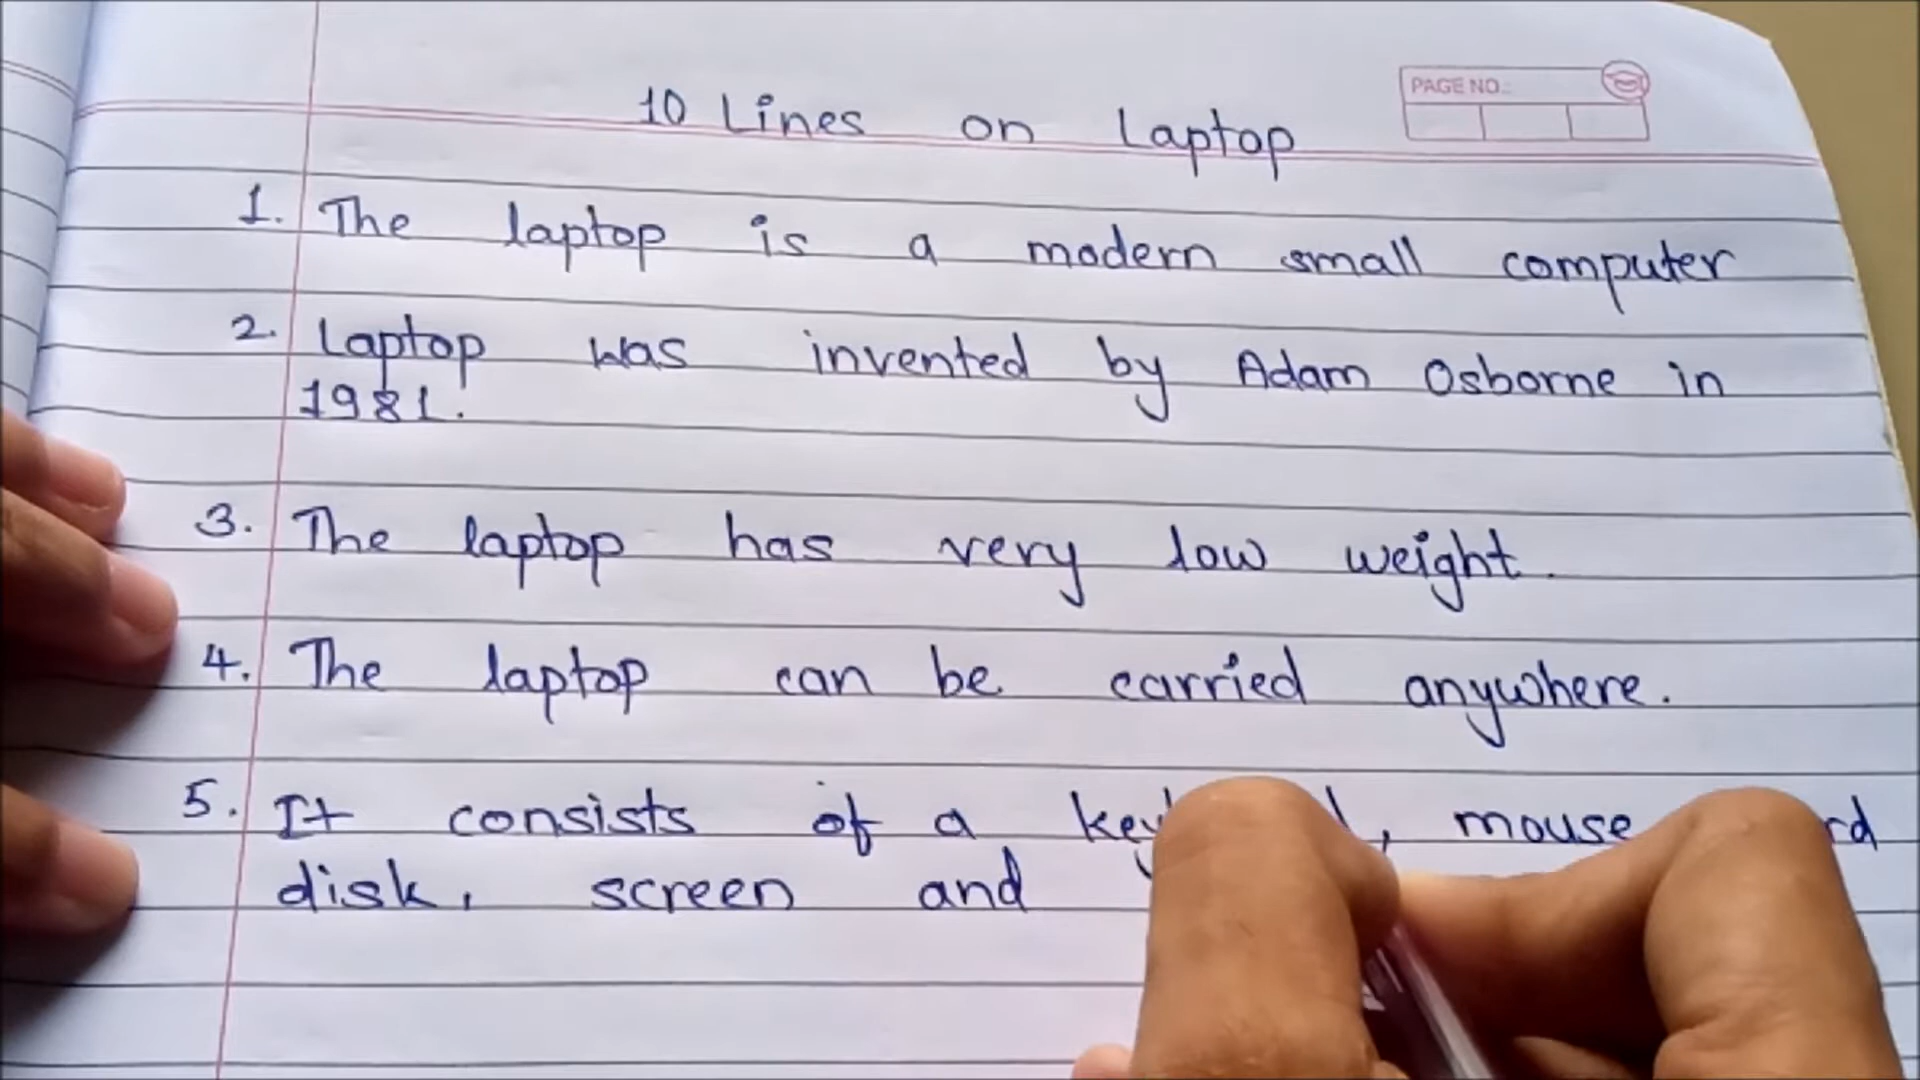 10 Lines on Laptop
PAGE NO.:
1. The laptop is a modern small computer
2. Laptop was invented by Adam Osborne in
1981.
3. The laptop has very low weight.
4. The laptop can be carried anywhere.
5. It consists of a mouse
disk, screen and